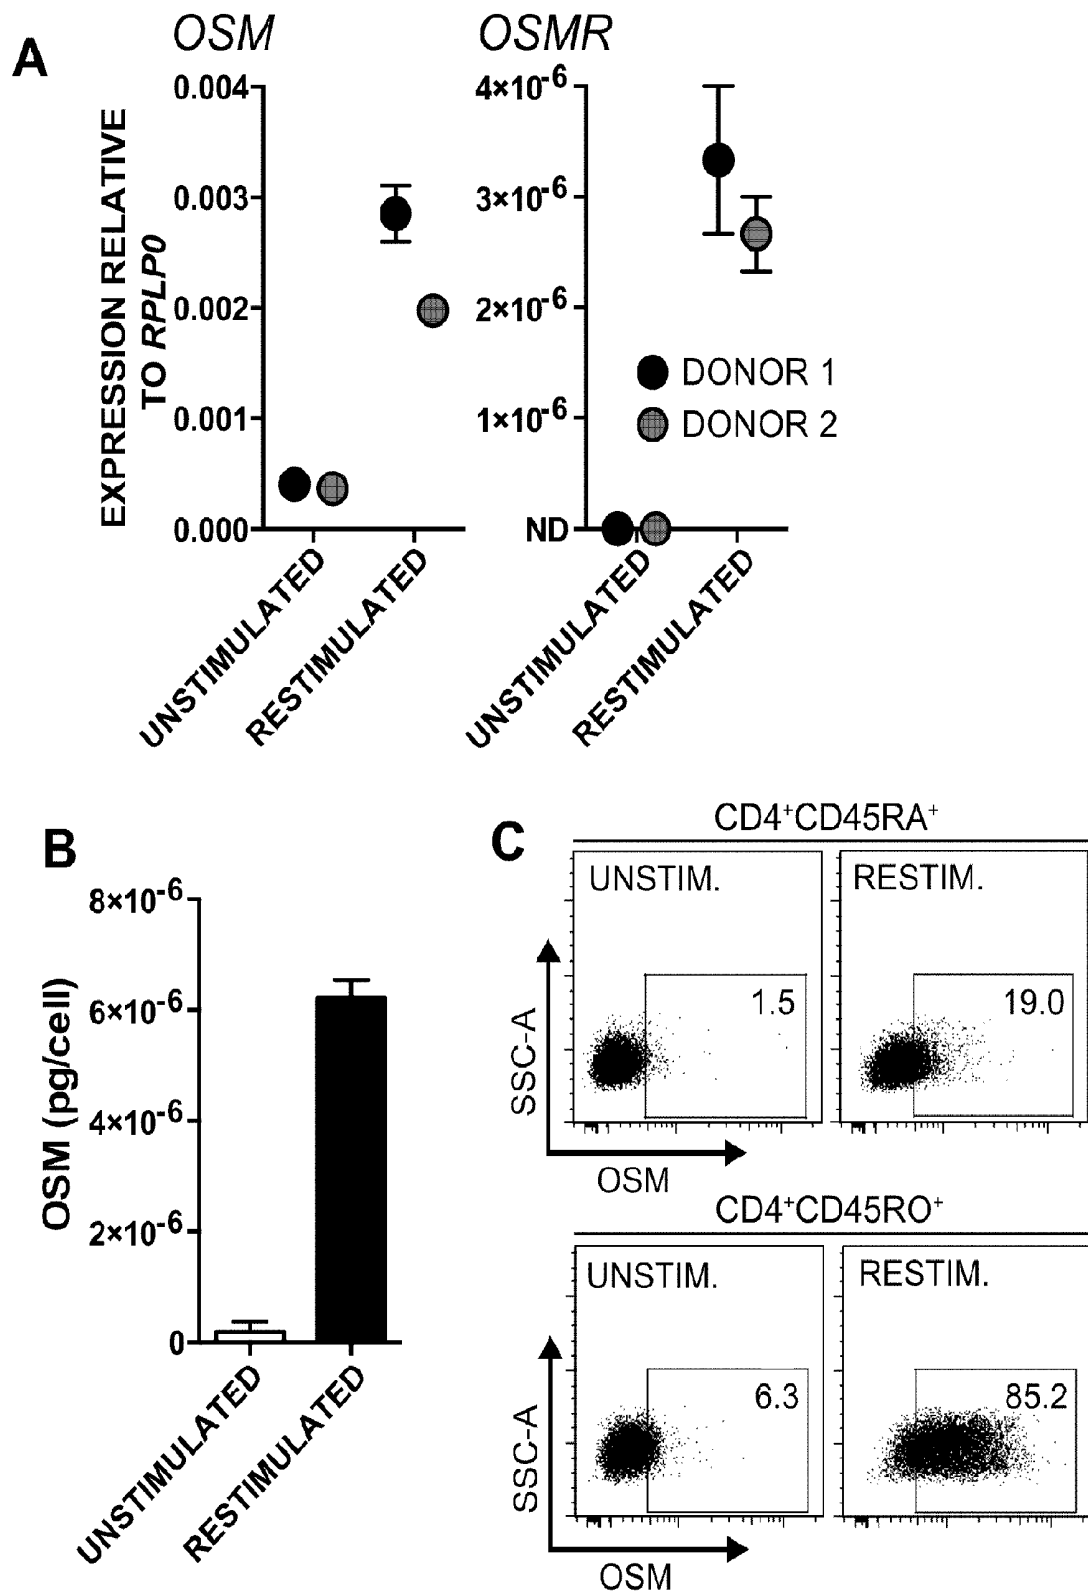 A
OSM
OSMR
EXPRESSION RELATIVE
TO RPLP0
0.004
0.003
0.002
0.001
0.000
UNSTIMULATED
RESTIMULATED
4×10⁻⁶
3×10⁻⁶
2×10⁻⁶
1×10⁻⁶
ND
DONOR 1
DONOR 2
UNSTIMULATED
RESTIMULATED
B
OSM (pg/cell)
8×10⁻⁶
6×10⁻⁶
4×10⁻⁶
2×10⁻⁶
0
UNSTIMULATED
RESTIMULATED
C
CD4⁺CD45RA⁺
UNSTIM.
1.5
RESTIM.
19.0
SSC-A
OSM
CD4⁺CD45RO⁺
UNSTIM.
6.3
RESTIM.
85.2
SSC-A
OSM